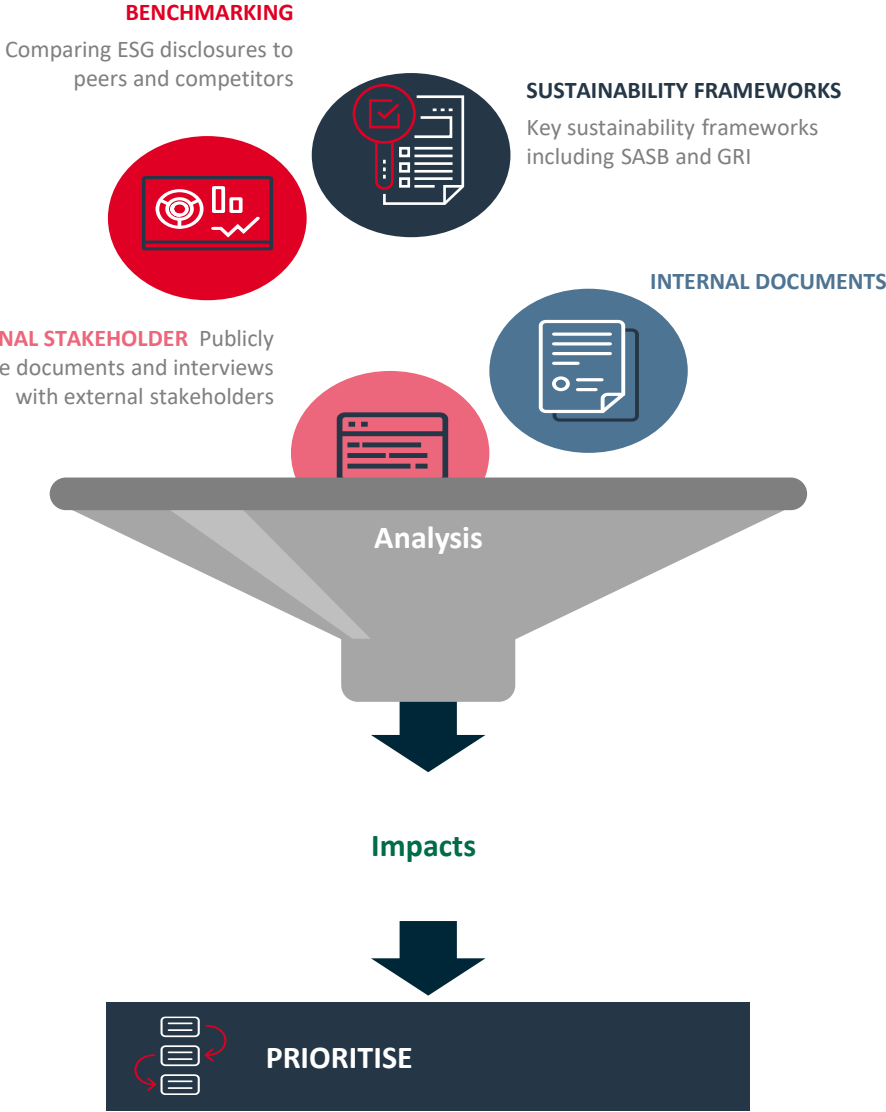 BENCHMARKING
Comparing ESG disclosures to
peers and competitors
SUSTAINABILITY FRAMEWORKS
Key sustainability frameworks
including SASB and GRI
INTERNAL DOCUMENTS
NAL STAKEHOLDER Publicly
e documents and interviews
with external stakeholders
Analysis
Impacts
PRIORITISE